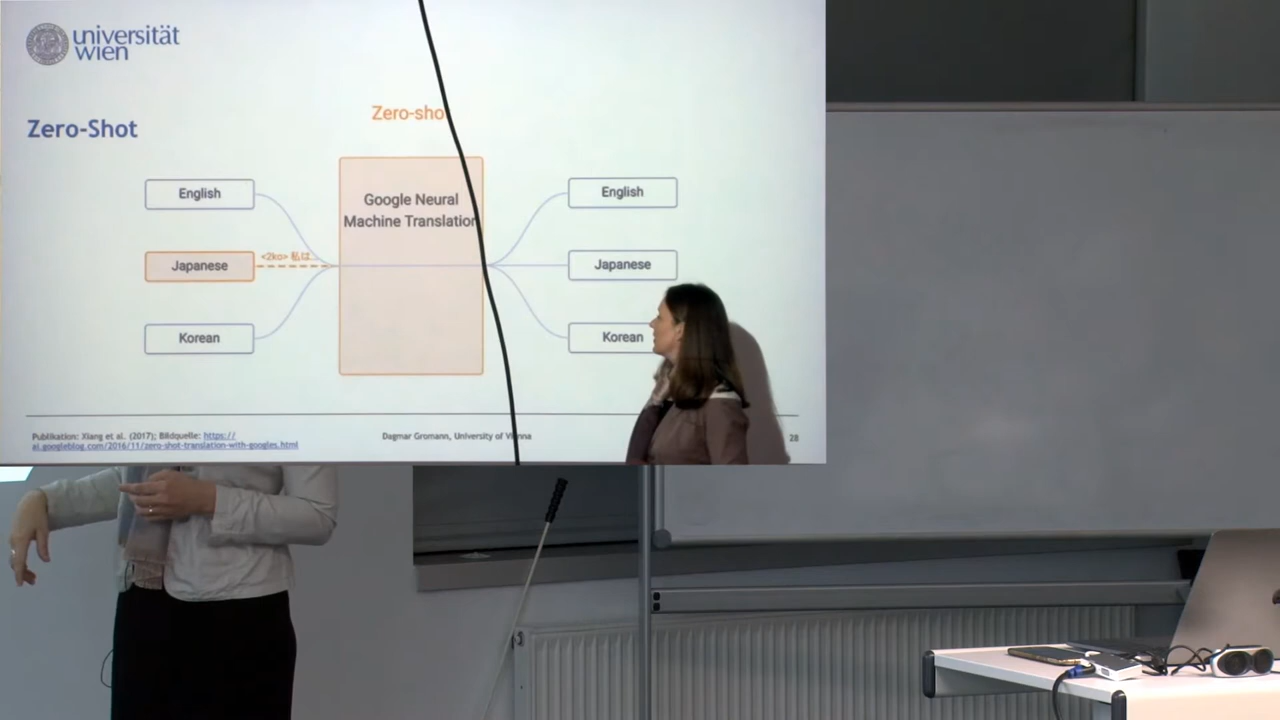 universität
wien
Zero-Shot
Zero-sho
English
Japanese
Korean
<2ko> 私は...
Google Neural
Machine Translation
English
Japanese
Korean
Publikation: Xiang et al. (2017); Bildquelle: https://
ai.googleblog.com/2016/11/zero-shot-translation-with-googles.html
Dagmar Gromann, University of Vienna
28